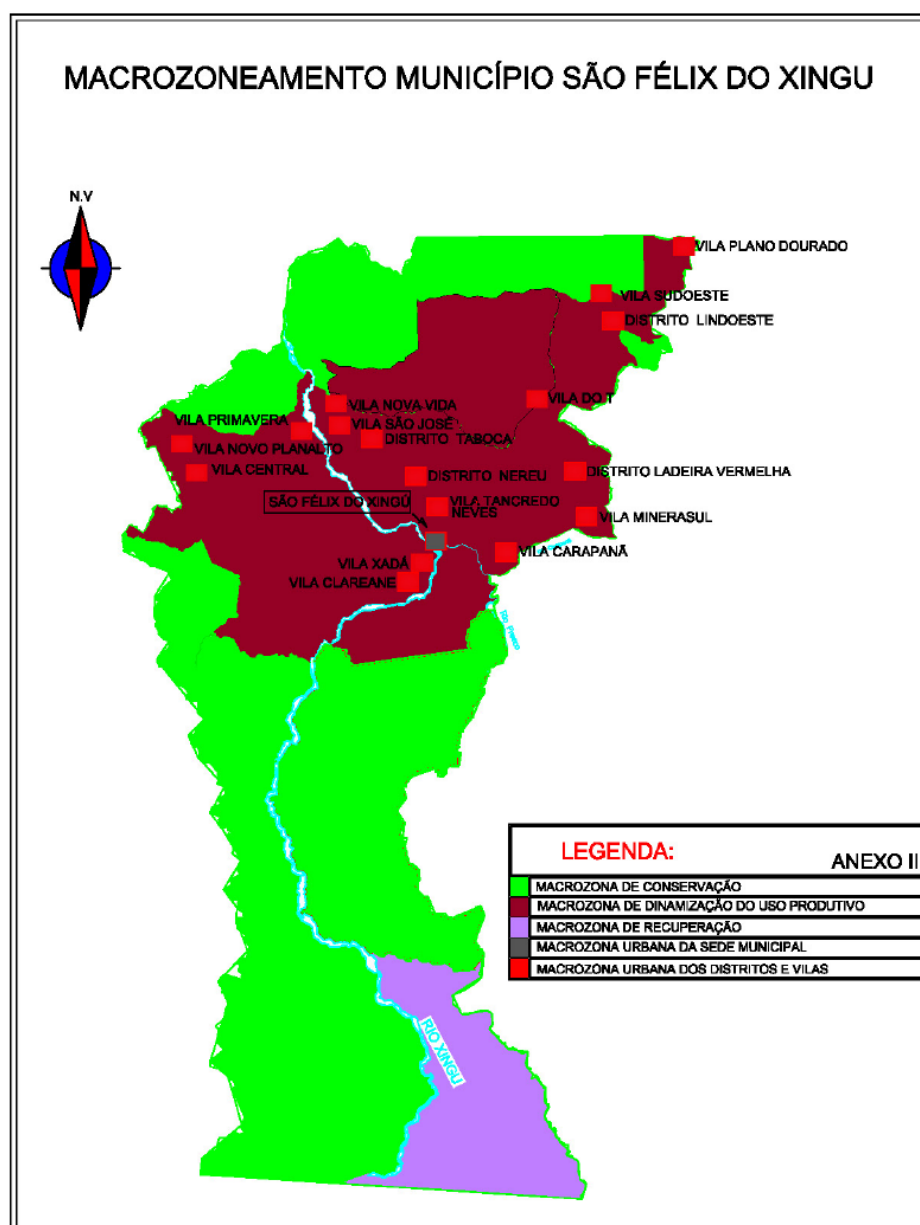 MACROZONEAMENTO MUNICÍPIO SÃO FÉLIX DO XINGU
N.V
VILA PLANO DOURADO
VILA SUDOESTE
DISTRITO LINDOESTE
VILA DO T
VILA NOVA VIDA
VILA PRIMAVERA
VILA SÃO JOSÉ
DISTRITO TABOCA
VILA NOVO PLANALTO
VILA CENTRAL
DISTRITO NEREU
DISTRITO LADEIRA VERMELHA
SÃO FÉLIX DO XINGÚ
VILA TANCREDO
NEVES
VILA MINERASUL
VILA CARAPANÃ
VILA XADÁ
VILA CLAREANE
RIO XINGU
LEGENDA:
ANEXO II
MACROZONA DE CONSERVAÇÃO
MACROZONA DE DINAMIZAÇÃO DO USO PRODUTIVO
MACROZONA DE RECUPERAÇÃO
MACROZONA URBANA DA SEDE MUNICIPAL
MACROZONA URBANA DOS DISTRITOS E VILAS